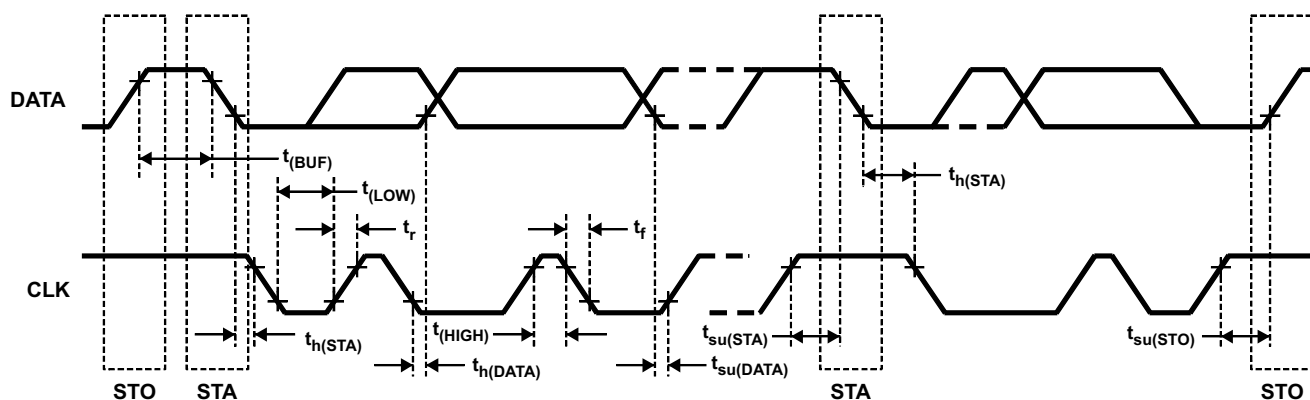 DATA
t(BUF)
t(LOW)
tr
tf
th(STA)
CLK
th(STA)
t(HIGH)
th(DATA)
tsu(STA)
tsu(DATA)
tsu(STO)
STO
STA
STA
STO